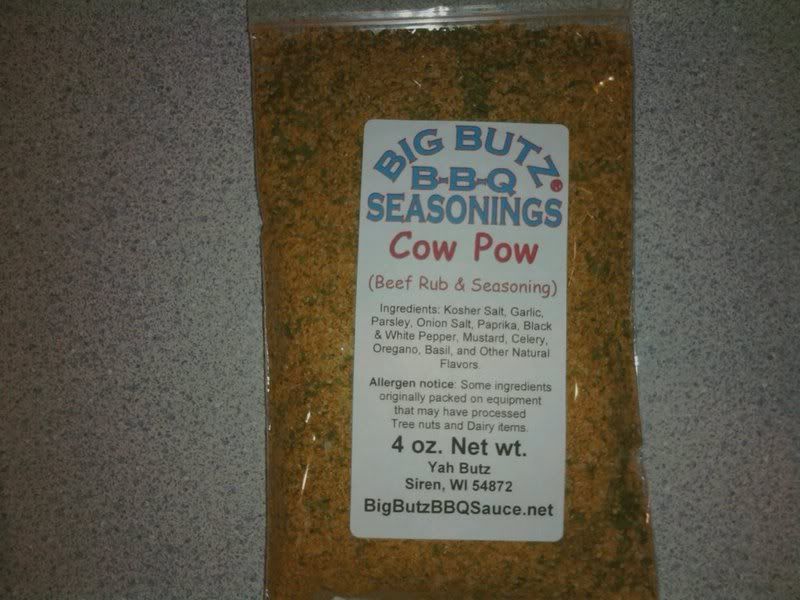 BIG BUTZ®
B-B-Q
SEASONINGS
Cow Pow
(Beef Rub & Seasoning)
Ingredients: Kosher Salt, Garlic,
Parsley, Onion Salt, Paprika, Black
& White Pepper, Mustard, Celery,
Oregano, Basil, and Other Natural
Flavors.
Allergen notice: Some ingredients
originally packed on equipment
that may have processed
Tree nuts and Dairy items.
4 oz. Net wt.
Yah Butz
Siren, WI 54872
BigButzBBQSauce.net